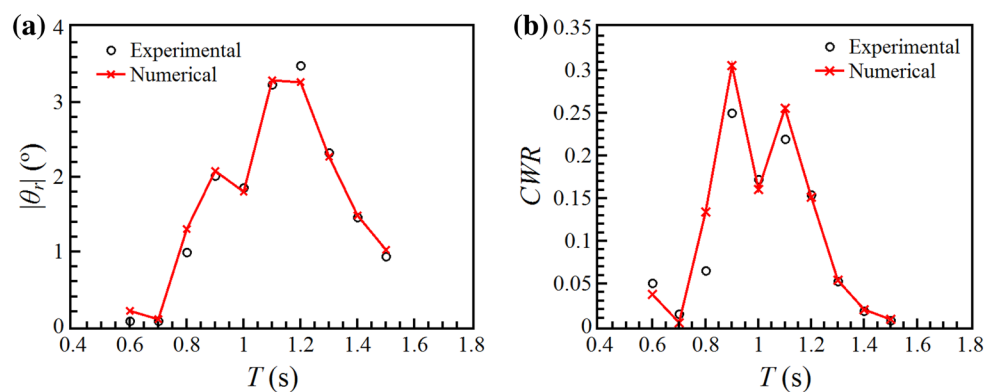 (a)
4
3
2
1
0
|θr| (°)
Experimental
Numerical
0.4 0.6 0.8 1.0 1.2 1.4 1.6 1.8
T (s)
(b)
0.35
0.3
0.25
0.2
0.15
0.1
0.05
0
CWR
Experimental
Numerical
0.4 0.6 0.8 1 1.2 1.4 1.6 1.8
T (s)